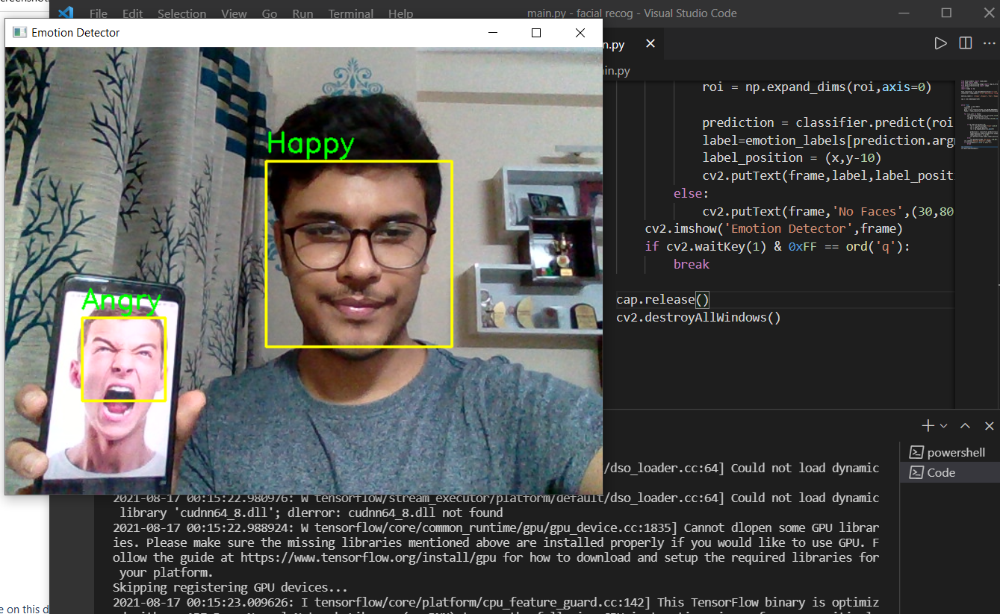 screenshot.
File Edit Selection View Go Run Terminal Help
main.py - facial recog - Visual Studio Code
Emotion Detector
n.py
in.py
roi = np.expand_dims(roi,axis=0)
prediction = classifier.predict(roi
label=emotion_labels[prediction.arg
label_position = (x,y-10)
cv2.putText(frame,label,label_posit
else:
cv2.putText(frame,'No Faces',(30,80
cv2.imshow('Emotion Detector',frame)
if cv2.waitKey(1) & 0xFF == ord('q'):
break
cap.release()
cv2.destroyAllWindows()
Happy
Angry
powershell
Code
/dso_loader.cc:64] Could not load dynamic
2021-08-17 00:15:22.980976: W tensorflow/stream_executor/platform/default/dso_loader.cc:64] Could not load dynamic
library 'cudnn64_8.dll'; dlerror: cudnn64_8.dll not found
2021-08-17 00:15:22.988924: W tensorflow/core/common_runtime/gpu/gpu_device.cc:1835] Cannot dlopen some GPU librar
ies. Please make sure the missing libraries mentioned above are installed properly if you would like to use GPU. F
ollow the guide at https://www.tensorflow.org/install/gpu for how to download and setup the required libraries for
your platform.
Skipping registering GPU devices...
2021-08-17 00:15:23.009626: I tensorflow/core/platform/cpu_feature_guard.cc:142] This TensorFlow binary is optimiz
e on this d